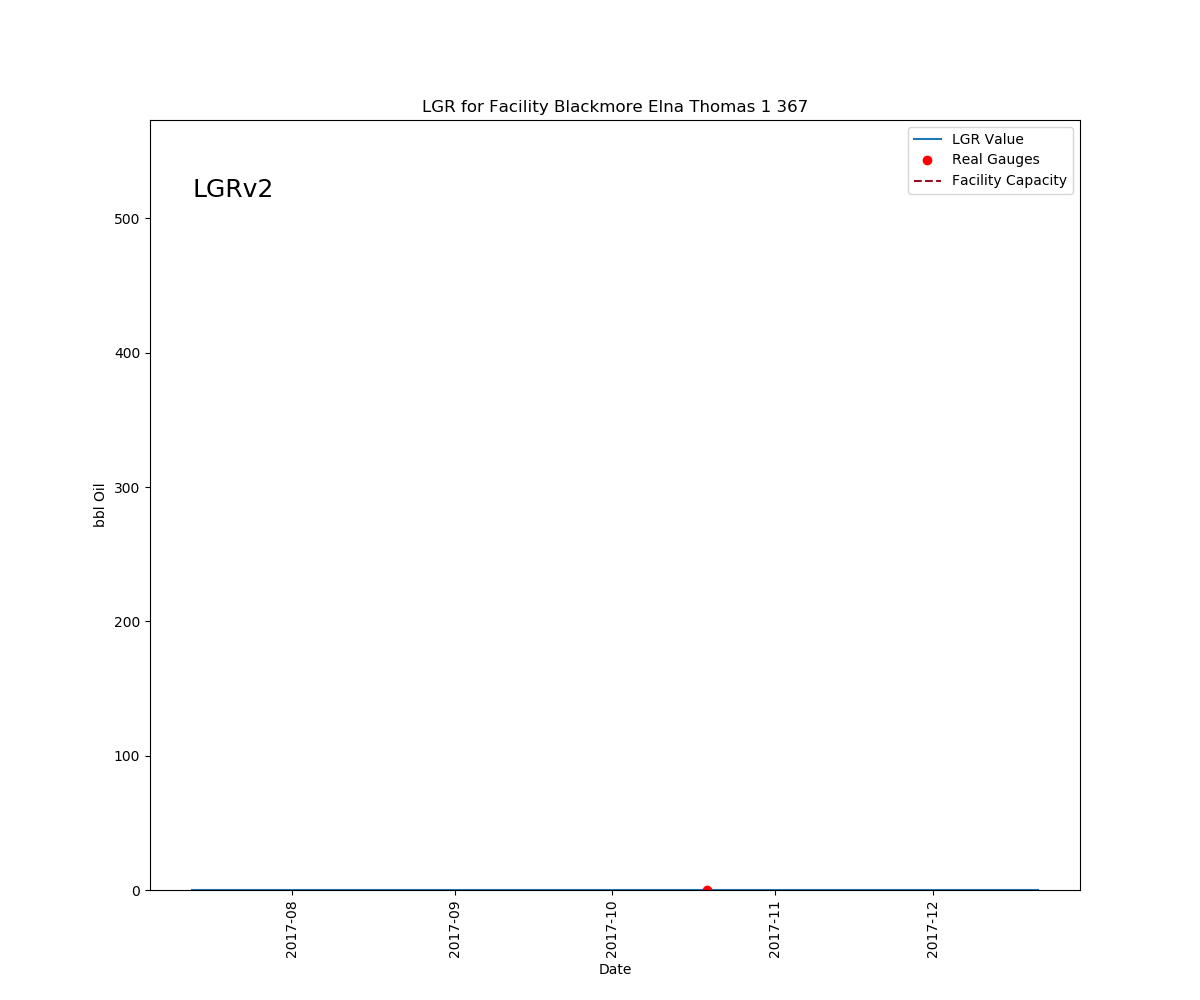 LGR for Facility Blackmore Elna Thomas 1 367
LGRv2
LGR Value
Real Gauges
Facility Capacity
500
400
300
200
100
0
bbl Oil
2017-08
2017-09
2017-10
2017-11
2017-12
Date